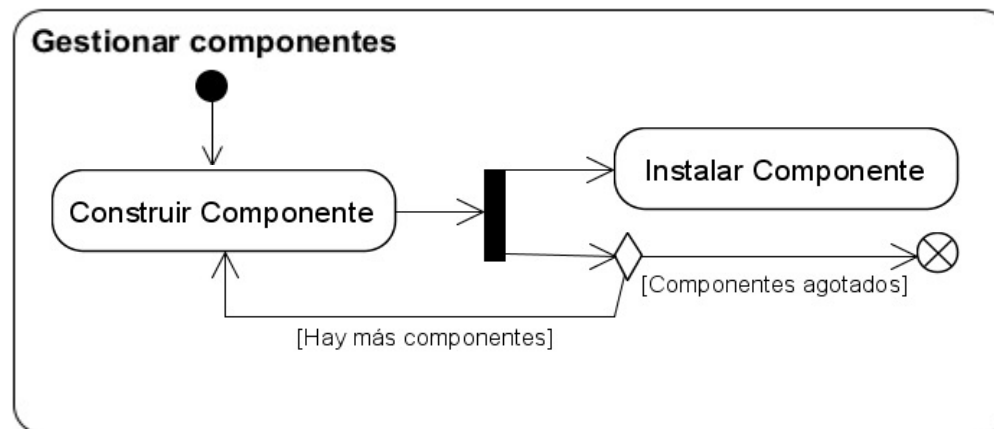 Gestionar componentes
Instalar Componente
Construir Componente
[Componentes agotados]
[Hay más componentes]